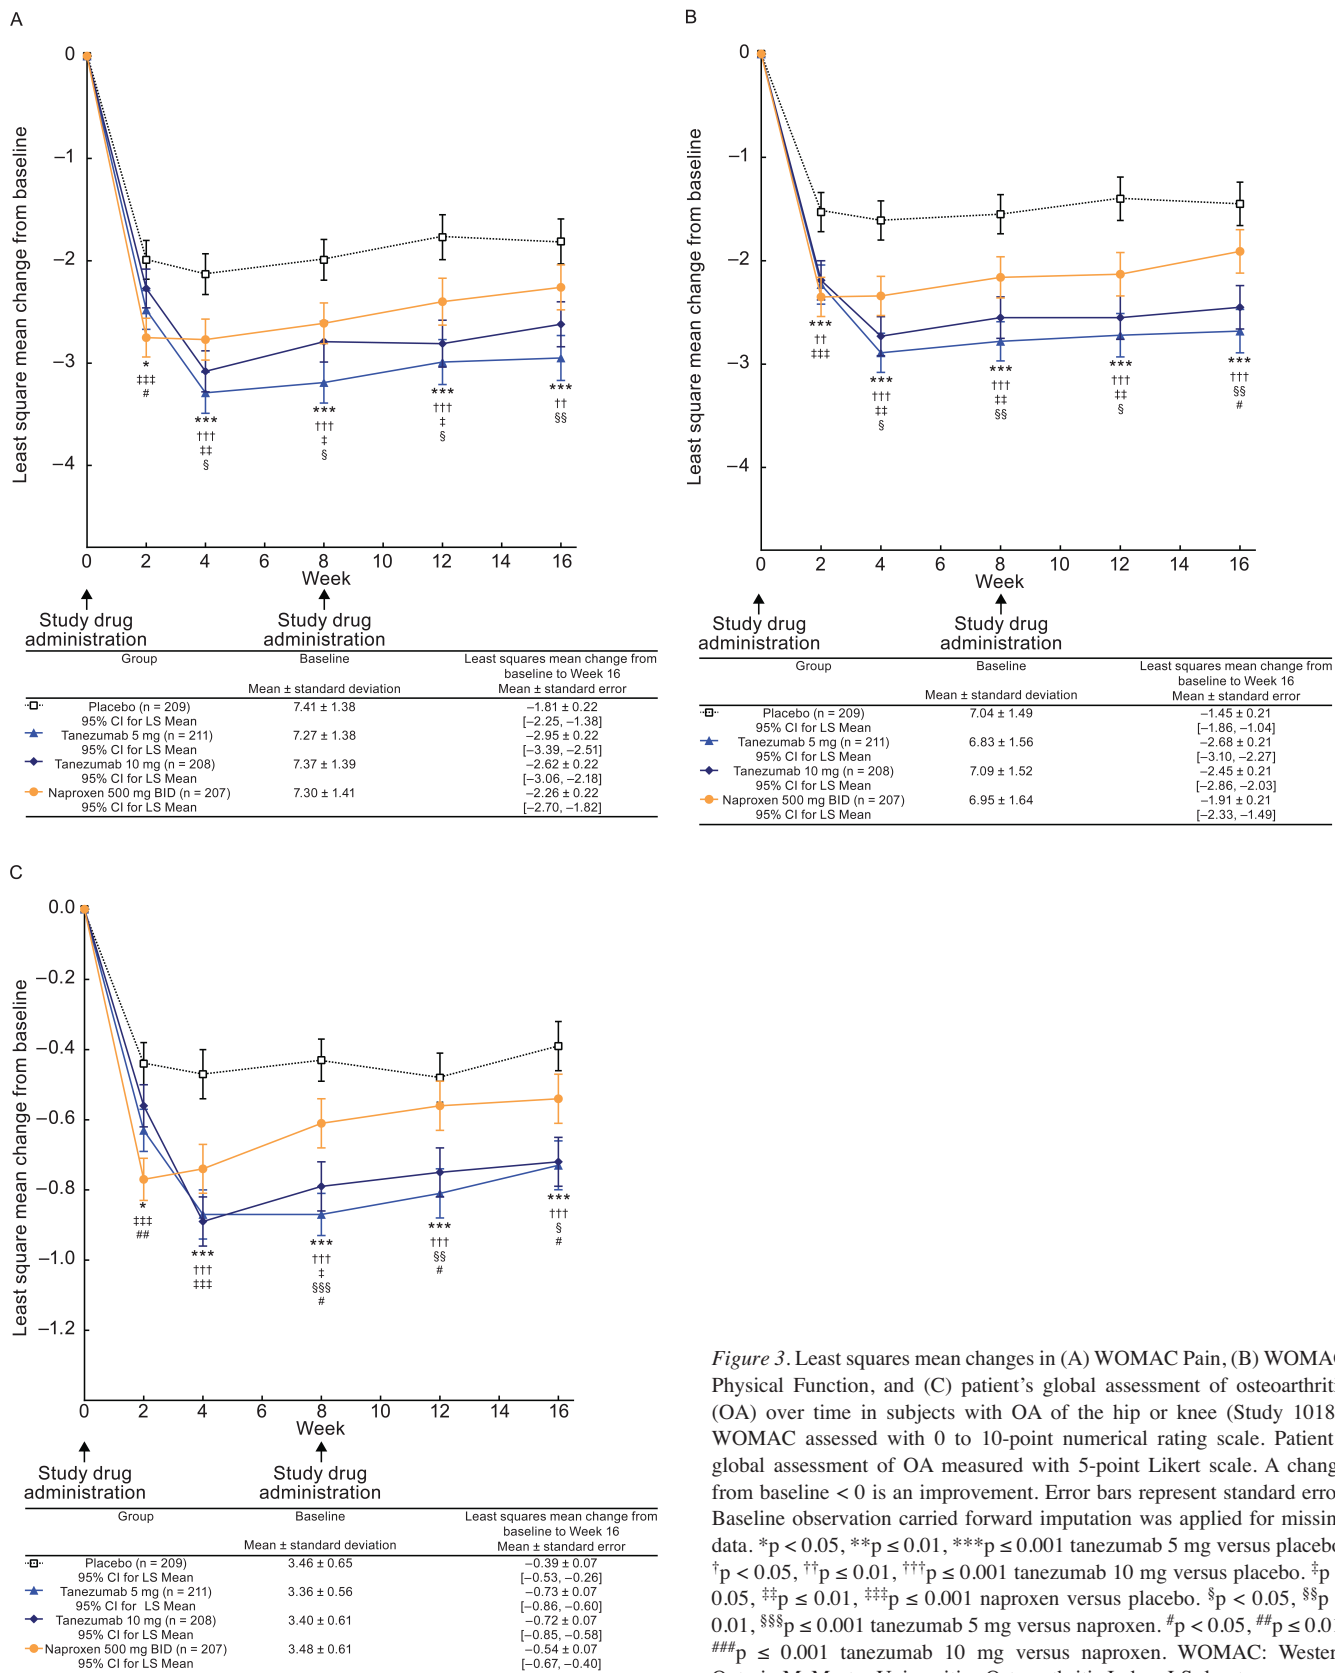 A
0
–1
–2
–3
–4
Least square mean change from baseline
*
‡‡‡
#
***
†††
‡‡
§
***
†††
‡
§
***
†††
‡
§
***
††
§§
0 2 4 6 8 10 12 14 16
Week
Study drug administration
Study drug administration
Group Baseline Least squares mean change from
baseline to Week 16
Mean ± standard deviation Mean ± standard error
Placebo (n = 209) 7.41 ± 1.38 –1.81 ± 0.22
95% CI for LS Mean [–2.25, –1.38]
Tanezumab 5 mg (n = 211) 7.27 ± 1.38 –2.95 ± 0.22
95% CI for LS Mean [–3.39, –2.51]
Tanezumab 10 mg (n = 208) 7.37 ± 1.39 –2.62 ± 0.22
95% CI for LS Mean [–3.06, –2.18]
Naproxen 500 mg BID (n = 207) 7.30 ± 1.41 –2.26 ± 0.22
95% CI for LS Mean [–2.70, –1.82]
B
0
–1
–2
–3
–4
Least square mean change from baseline
***
††
‡‡‡
***
†††
‡‡
§
***
†††
‡‡
§§
***
†††
‡‡
§
***
†††
§§
#
0 2 4 6 8 10 12 14 16
Week
Study drug administration
Study drug administration
Group Baseline Least squares mean change from
baseline to Week 16
Mean ± standard deviation Mean ± standard error
Placebo (n = 209) 7.04 ± 1.49 –1.45 ± 0.21
95% CI for LS Mean [–1.86, –1.04]
Tanezumab 5 mg (n = 211) 6.83 ± 1.56 –2.68 ± 0.21
95% CI for LS Mean [–3.10, –2.27]
Tanezumab 10 mg (n = 208) 7.09 ± 1.52 –2.45 ± 0.21
95% CI for LS Mean [–2.86, –2.03]
Naproxen 500 mg BID (n = 207) 6.95 ± 1.64 –1.91 ± 0.21
95% CI for LS Mean [–2.33, –1.49]
C
0.0
–0.2
–0.4
–0.6
–0.8
–1.0
–1.2
Least square mean change from baseline
*
‡‡‡
##
***
†††
‡‡‡
***
†††
‡
§§§
#
***
†††
§§
#
***
†††
§
#
0 2 4 6 8 10 12 14 16
Week
Study drug administration
Study drug administration
Group Baseline Least squares mean change from
baseline to Week 16
Mean ± standard deviation Mean ± standard error
Placebo (n = 209) 3.46 ± 0.65 –0.39 ± 0.07
95% CI for LS Mean [–0.53, –0.26]
Tanezumab 5 mg (n = 211) 3.36 ± 0.56 –0.73 ± 0.07
95% CI for LS Mean [–0.86, –0.60]
Tanezumab 10 mg (n = 208) 3.40 ± 0.61 –0.72 ± 0.07
95% CI for LS Mean [–0.85, –0.58]
Naproxen 500 mg BID (n = 207) 3.48 ± 0.61 –0.54 ± 0.07
95% CI for LS Mean [–0.67, –0.40]
Figure 3. Least squares mean changes in (A) WOMAC Pain, (B) WOMAC
Physical Function, and (C) patient's global assessment of osteoarthriti
(OA) over time in subjects with OA of the hip or knee (Study 1018
WOMAC assessed with 0 to 10-point numerical rating scale. Patient
global assessment of OA measured with 5-point Likert scale. A chang
from baseline < 0 is an improvement. Error bars represent standard error
Baseline observation carried forward imputation was applied for missin
data. *p < 0.05, **p ≤ 0.01, ***p ≤ 0.001 tanezumab 5 mg versus placebo
†p < 0.05, ††p ≤ 0.01, †††p ≤ 0.001 tanezumab 10 mg versus placebo. ‡p
0.05, ‡‡p ≤ 0.01, ‡‡‡p ≤ 0.001 naproxen versus placebo. §p < 0.05, §§p
0.01, §§§p ≤ 0.001 tanezumab 5 mg versus naproxen. #p < 0.05, ##p ≤ 0.01
###p ≤ 0.001 tanezumab 10 mg versus naproxen. WOMAC: Wester